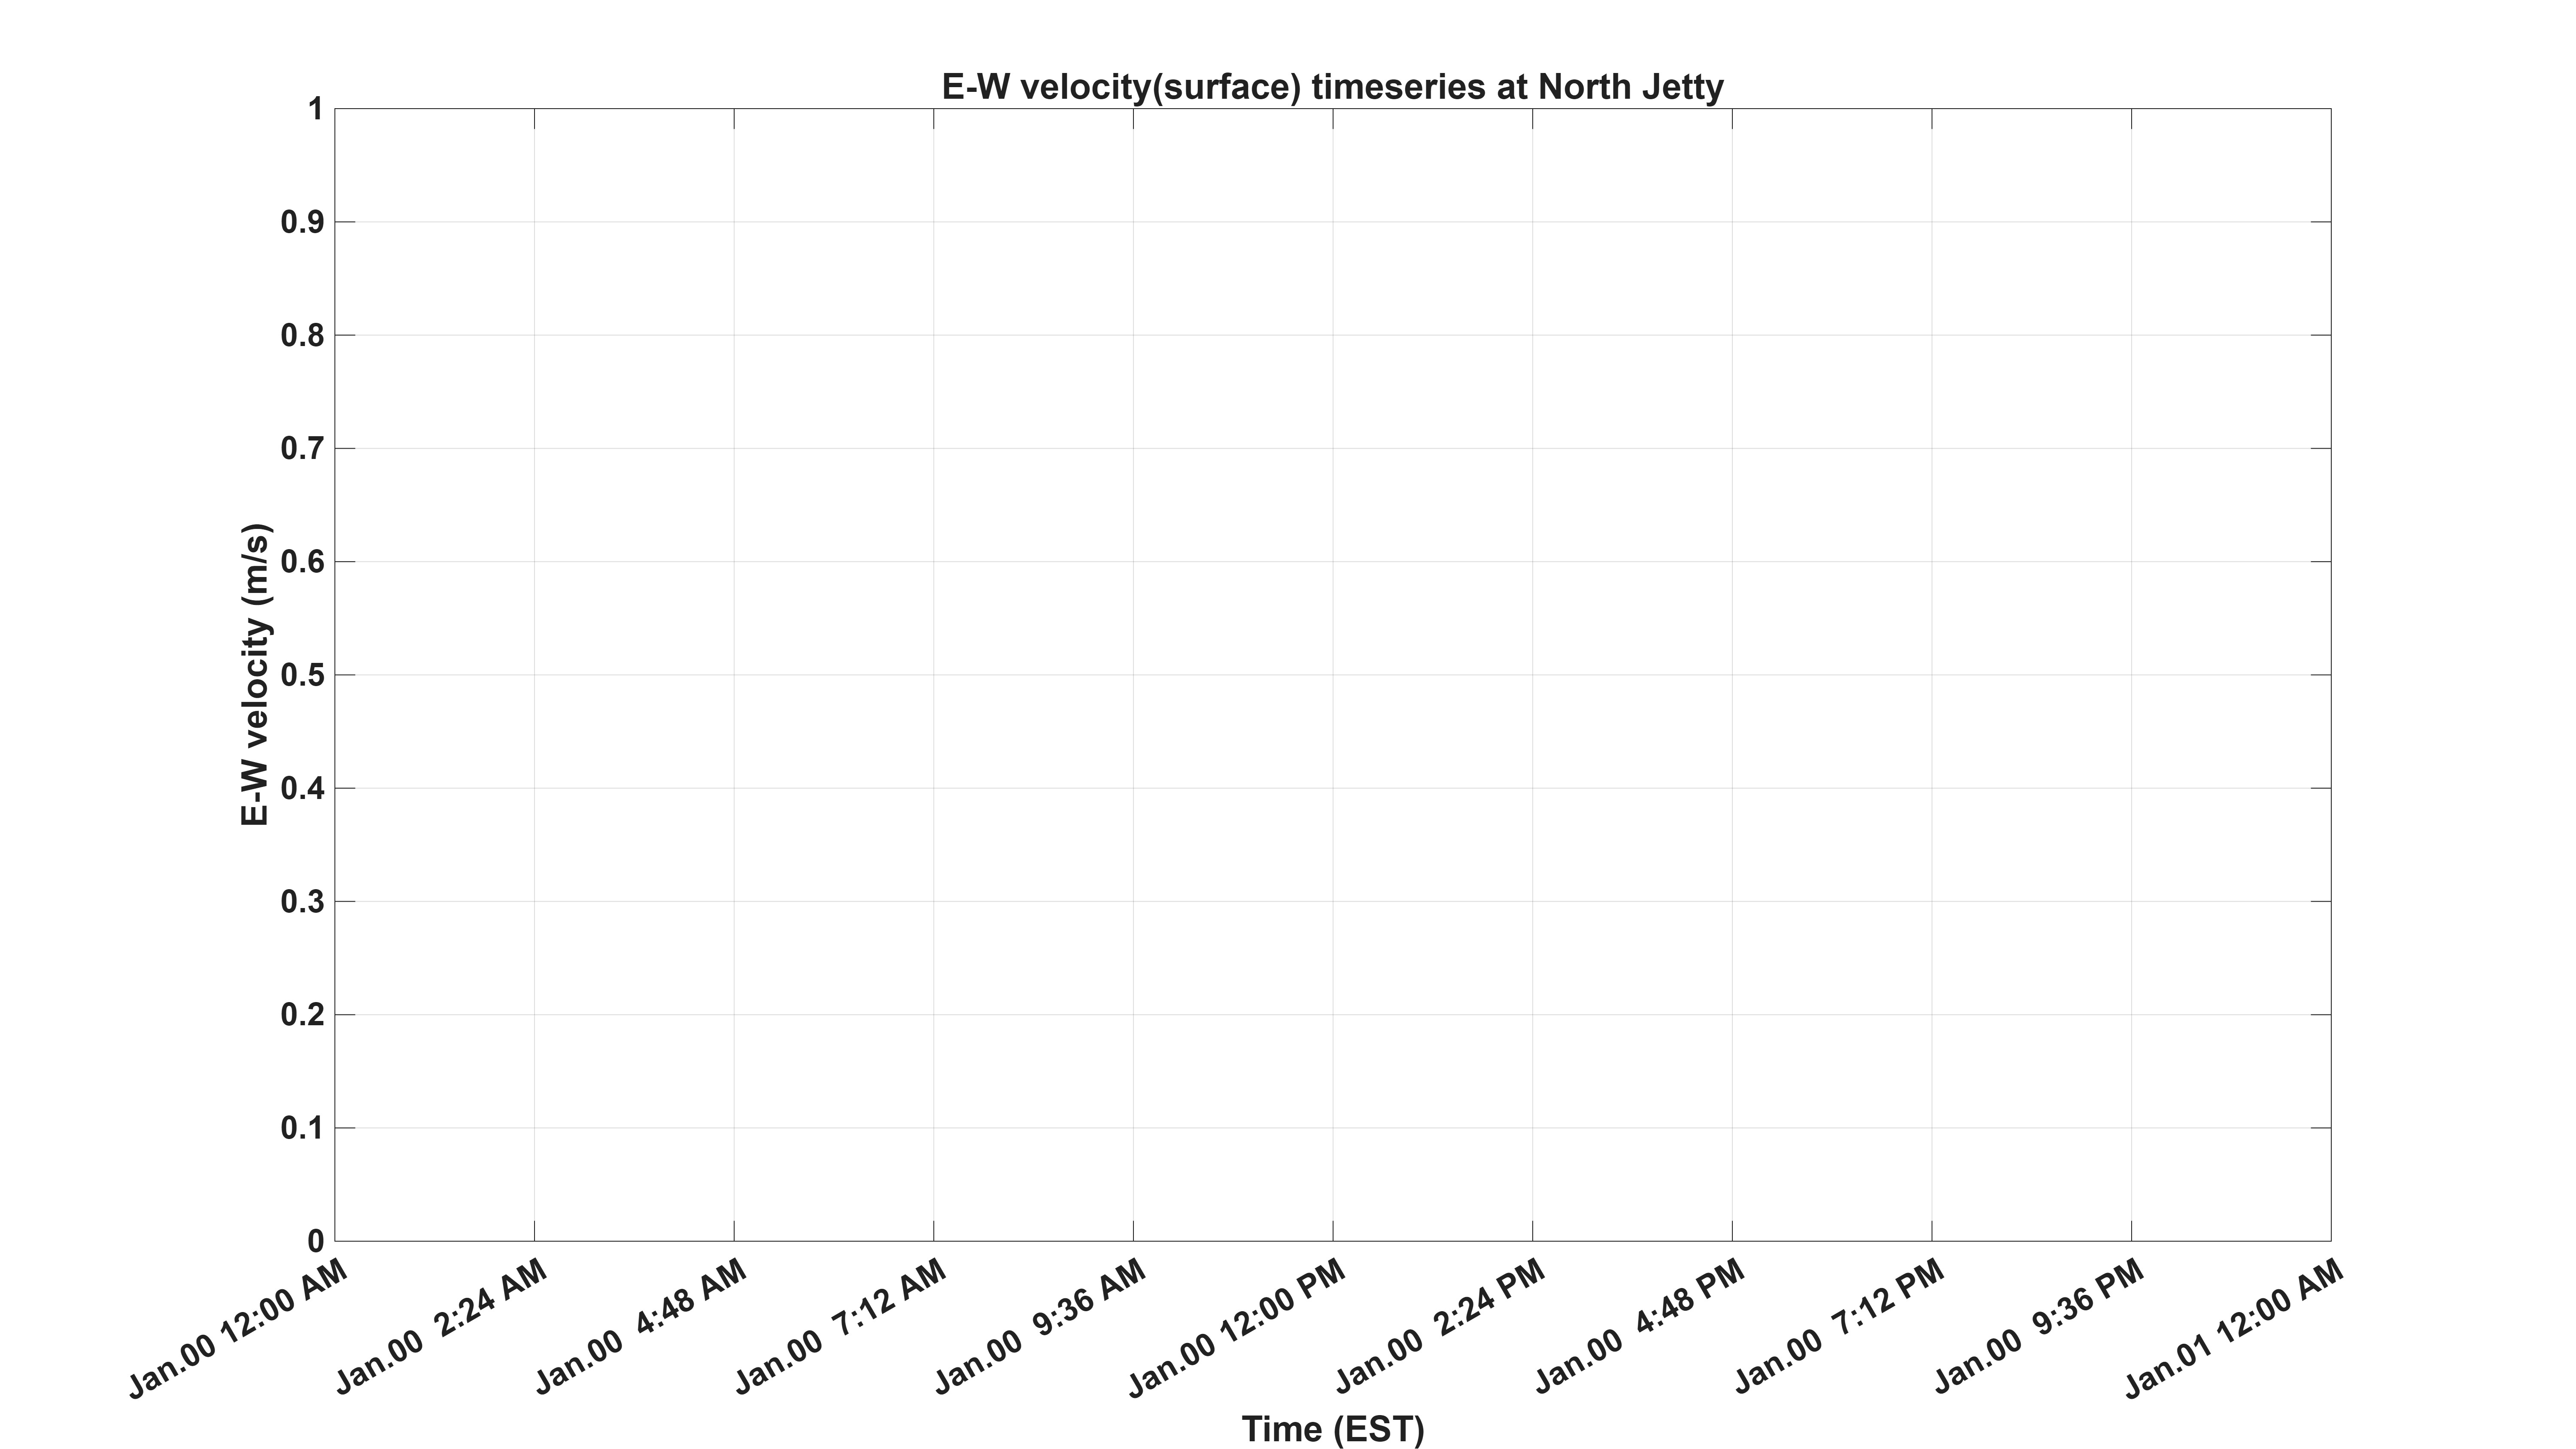 E-W velocity(surface) timeseries at North Jetty
1
0.9
0.8
0.7
0.6
0.5
0.4
0.3
0.2
0.1
0
E-W velocity (m/s)
Jan.00 12:00 AM
Jan.00  2:24 AM
Jan.00  4:48 AM
Jan.00  7:12 AM
Jan.00  9:36 AM
Jan.00 12:00 PM
Jan.00  2:24 PM
Jan.00  4:48 PM
Jan.00  7:12 PM
Jan.00  9:36 PM
Jan.01 12:00 AM
Time (EST)